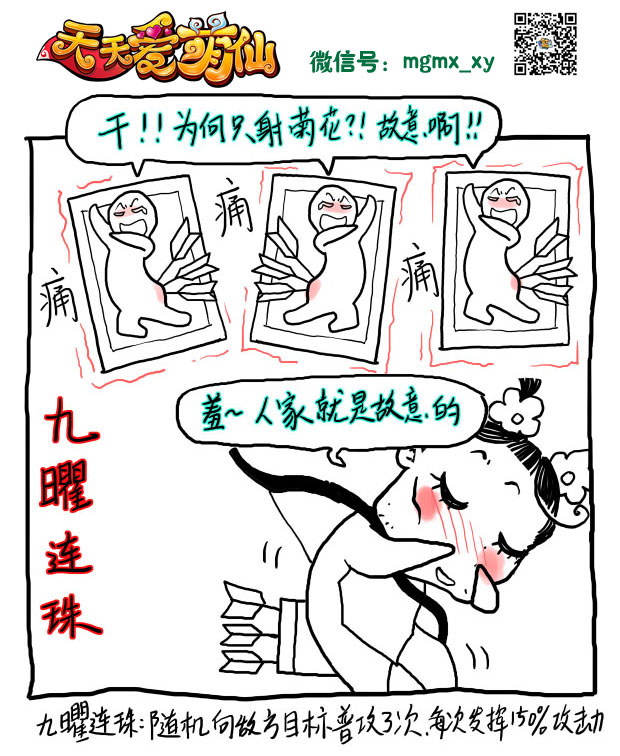 天天爱萌仙
微信号：mgmx_xy
干!!为何只射菊花?!故意啊!!
痛
痛
痛
羞~人家就是故意的
九曜连珠
九曜连珠:随机向敌方目标普攻3次,每次发挥150%攻击力